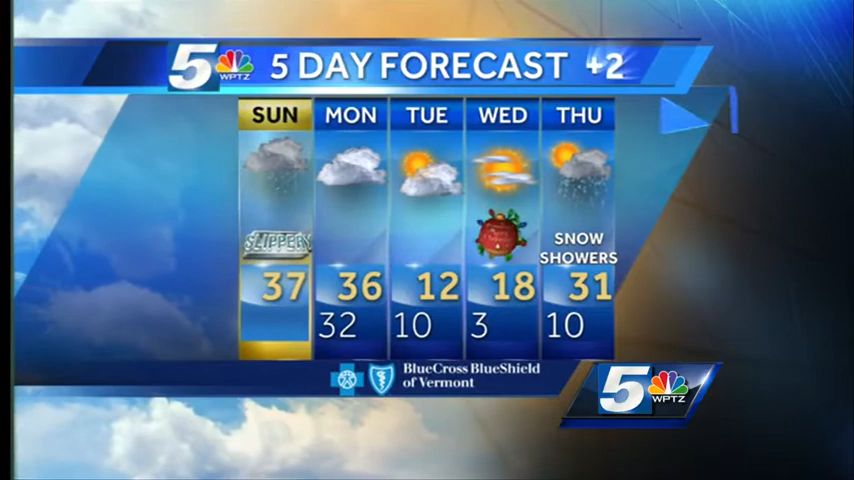 5 WPTZ 5 DAY FORECAST +2
SUN MON TUE WED THU
SLIPPERY
SNOW
SHOWERS
37 36 12 18 31
32 10 3 10
BlueCross BlueShield
of Vermont
5 WPTZ